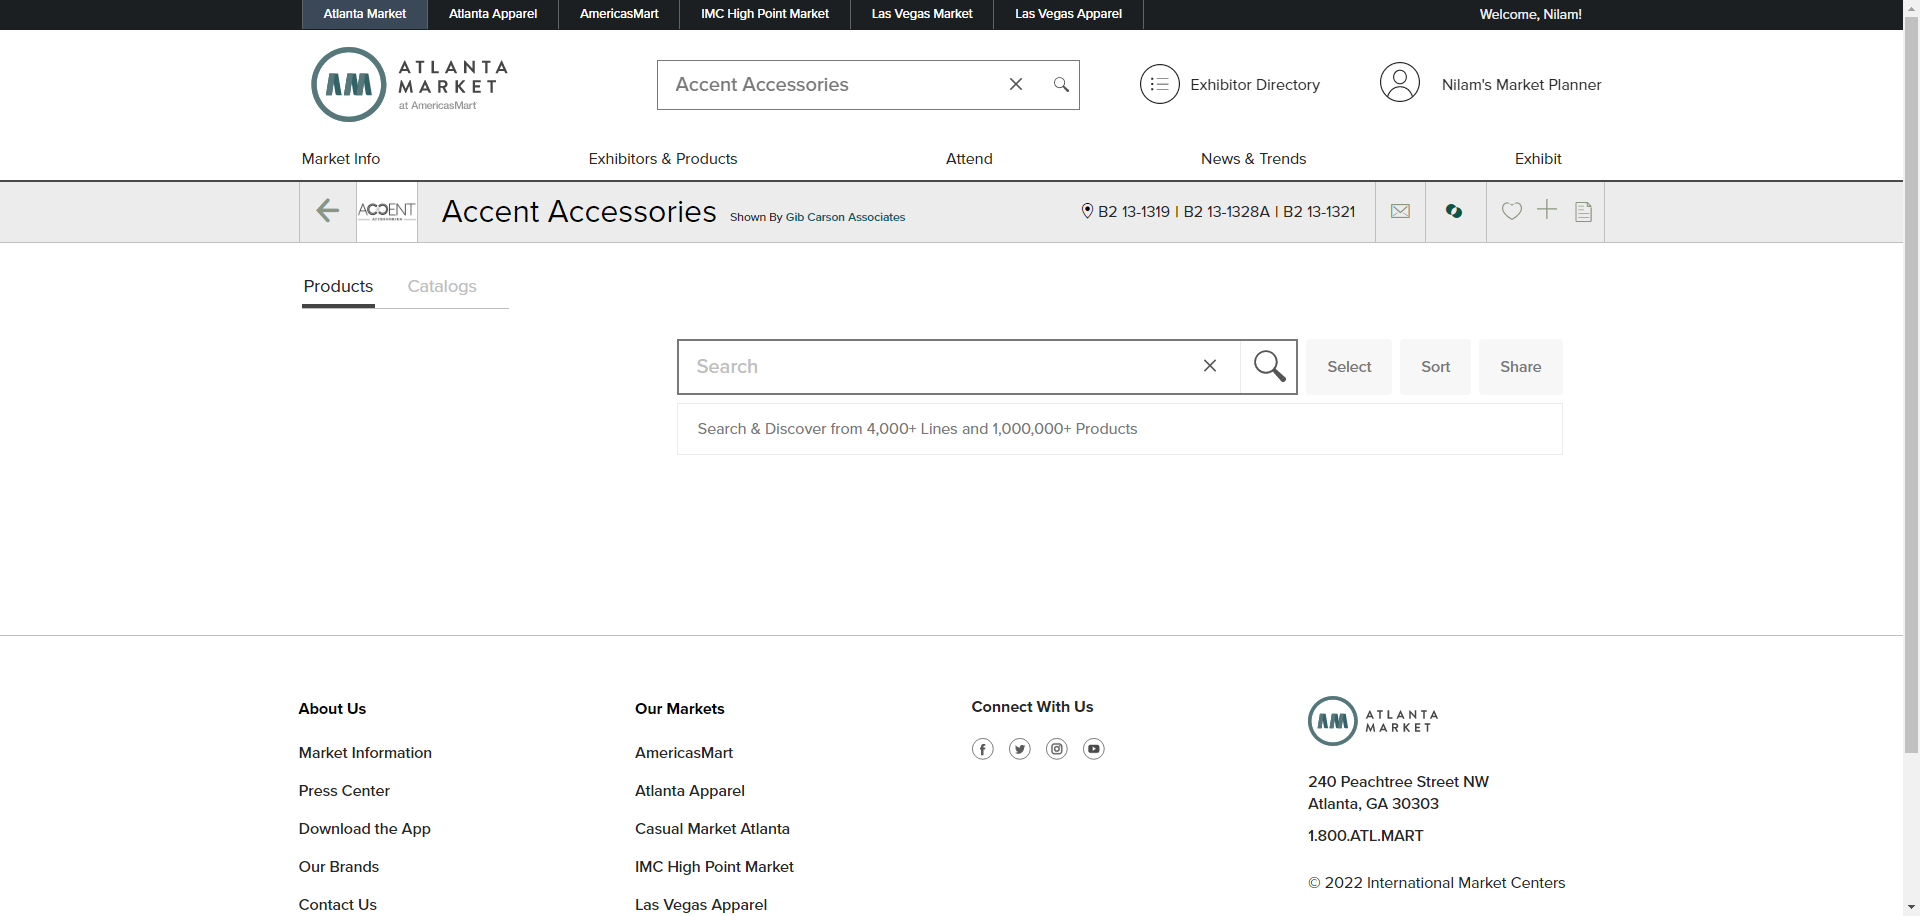 Atlanta Market
Atlanta Apparel
AmericasMart
IMC High Point Market
Las Vegas Market
Las Vegas Apparel
Welcome, Nilam!
AM
ATLANTA
MARKET
at AmericasMart
Accent Accessories
Exhibitor Directory
Nilam's Market Planner
Market Info
Exhibitors & Products
Attend
News & Trends
Exhibit
ACCENT
ACCESSORIES
Accent Accessories
Shown By Gib Carson Associates
B2 13-1319 | B2 13-1328A | B2 13-1321
Products
Catalogs
Search
Select
Sort
Share
Search & Discover from 4,000+ Lines and 1,000,000+ Products
About Us
Market Information
Press Center
Download the App
Our Brands
Contact Us
Our Markets
AmericasMart
Atlanta Apparel
Casual Market Atlanta
IMC High Point Market
Las Vegas Apparel
Connect With Us
AM
ATLANTA
MARKET
240 Peachtree Street NW
Atlanta, GA 30303
1.800.ATL.MART
© 2022 International Market Centers